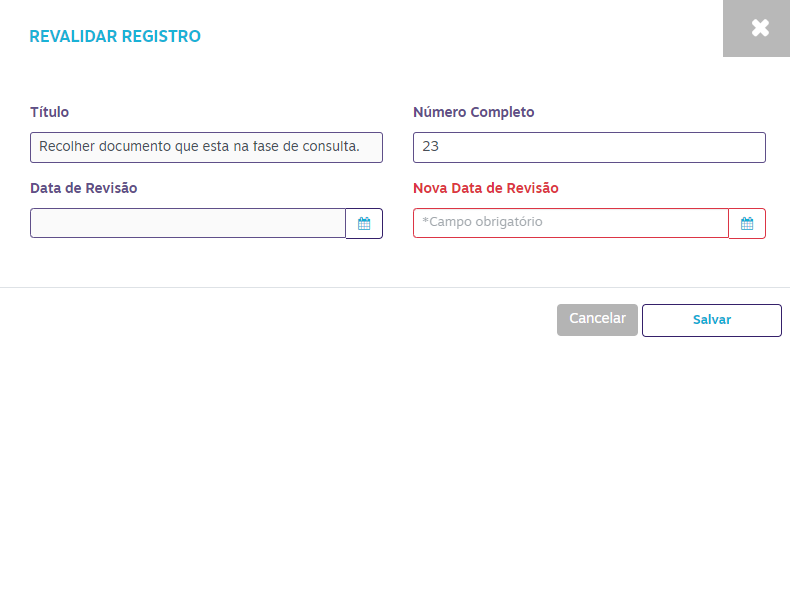 REVALIDAR REGISTRO
Título
Número Completo
Recolher documento que esta na fase de consulta.
23
Data de Revisão
Nova Data de Revisão
*Campo obrigatório
Cancelar
Salvar